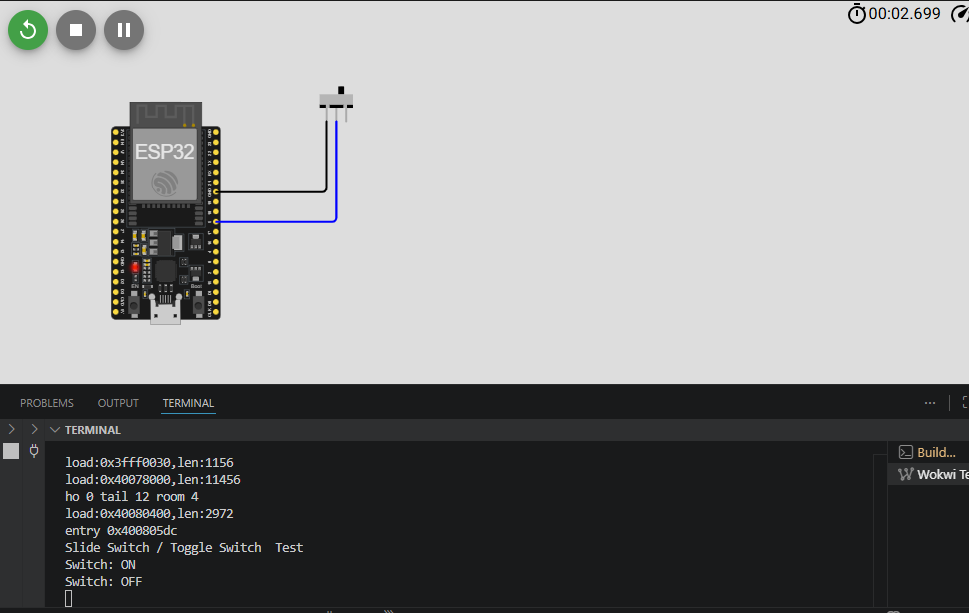 00:02.699
ESP32
EN
Boot
PROBLEMS
OUTPUT
TERMINAL
TERMINAL
load:0x3fff0030,len:1156
load:0x40078000,len:11456
ho 0 tail 12 room 4
load:0x40080400,len:2972
entry 0x400805dc
Slide Switch / Toggle Switch  Test
Switch: ON
Switch: OFF
Build...
Wokwi Te